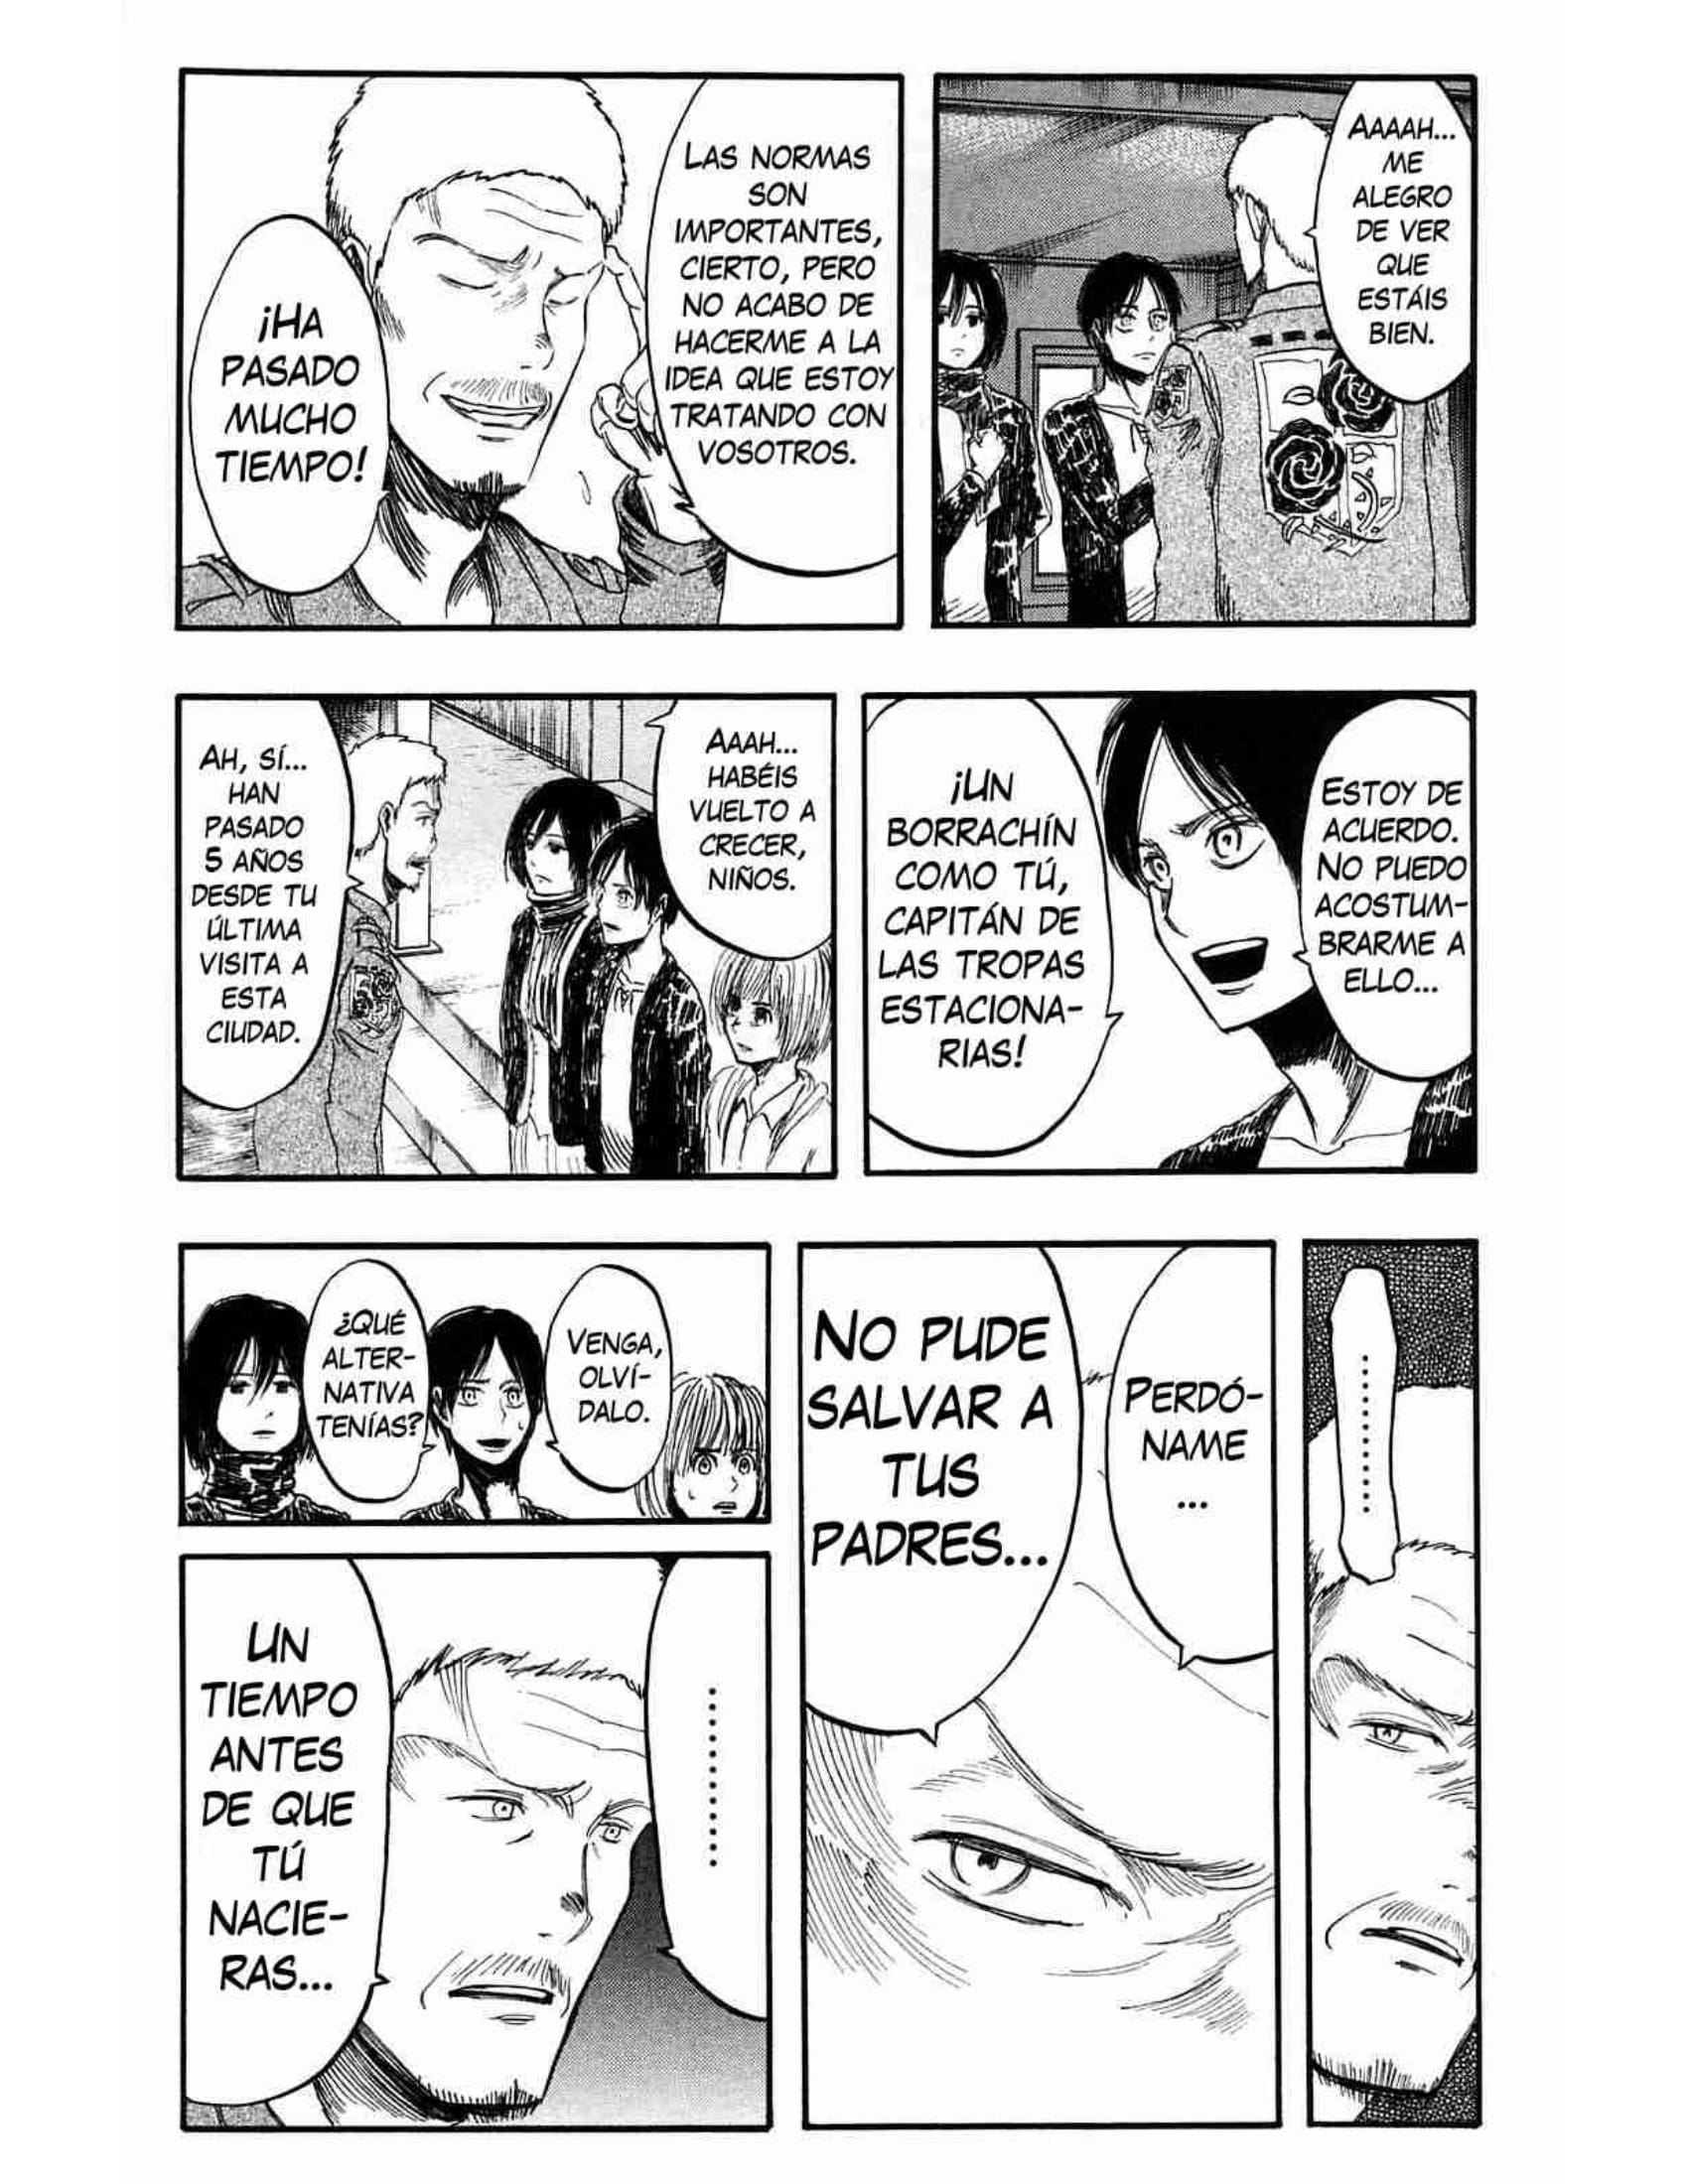 AAAAH...
ME
ALEGRO
DE VER
QUE
ESTÁIS
BIEN.
LAS NORMAS
SON
IMPORTANTES,
CIERTO, PERO
NO ACABO DE
HACERME A LA
IDEA QUE ESTOY
TRATANDO CON
VOSOTROS.
¡HA
PASADO
MUCHO
TIEMPO!
ESTOY DE
ACUERDO.
NO PUEDO
ACOSTUM-
BRARME A
ELLO...
¡UN
BORRACHÍN
COMO TÚ,
CAPITÁN DE
LAS TROPAS
ESTACIONA-
RIAS!
AAAH...
HABÉIS
VUELTO A
CRECER,
NIÑOS.
AH, SÍ...
HAN
PASADO
5 AÑOS
DESDE TU
ÚLTIMA
VISITA A
ESTA
CIUDAD.
..........
PERDÓ-
NAME
...
NO PUDE
SALVAR A
TUS
PADRES...
VENGA,
OLVÍ-
DALO.
¿QUÉ
ALTER-
NATIVA
TENÍAS?
...........
UN
TIEMPO
ANTES
DE QUE
TÚ
NACIE-
RAS...